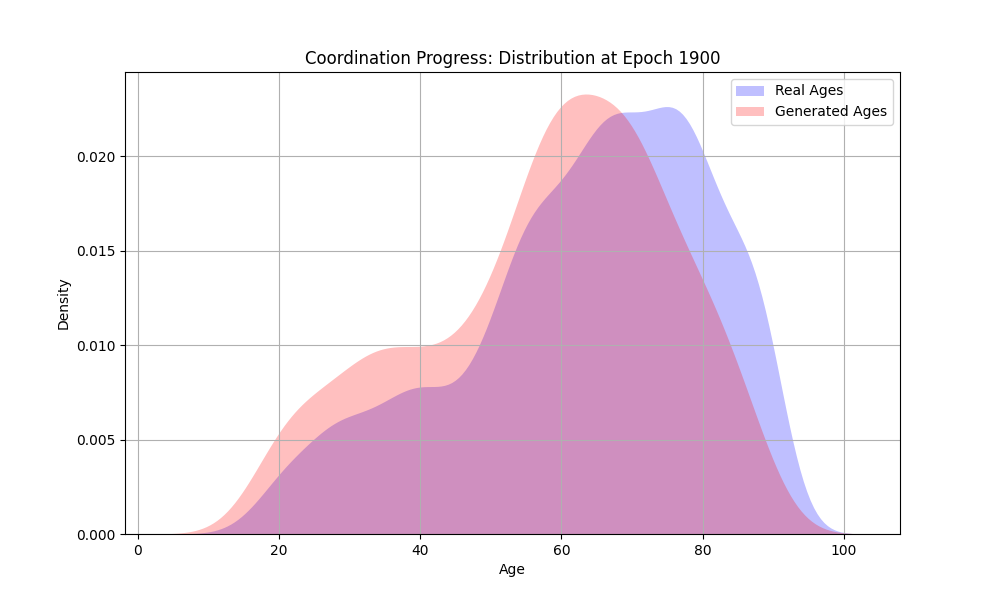 Coordination Progress: Distribution at Epoch 1900
Real Ages
Generated Ages
Density
0.020
0.015
0.010
0.005
0.000
0
20
40
60
80
100
Age